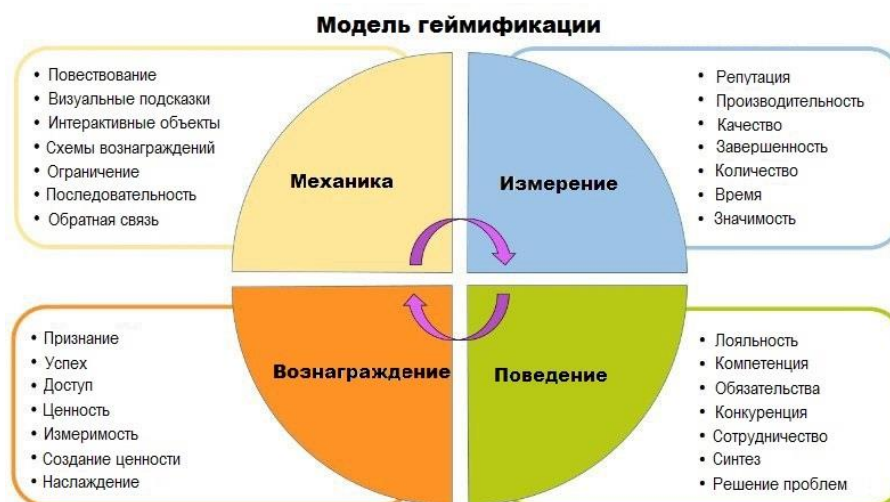 Модель геймификации
Повествование
Визуальные подсказки
Интерактивные объекты
Схемы вознаграждений
Ограничение
Последовательность
Обратная связь
Механика
Измерение
Репутация
Производительность
Качество
Завершенность
Количество
Время
Значимость
Признание
Успех
Доступ
Ценность
Измеримость
Создание ценности
Наслаждение
Вознаграждение
Поведение
Лояльность
Компетенция
Обязательства
Конкуренция
Сотрудничество
Синтез
Решение проблем